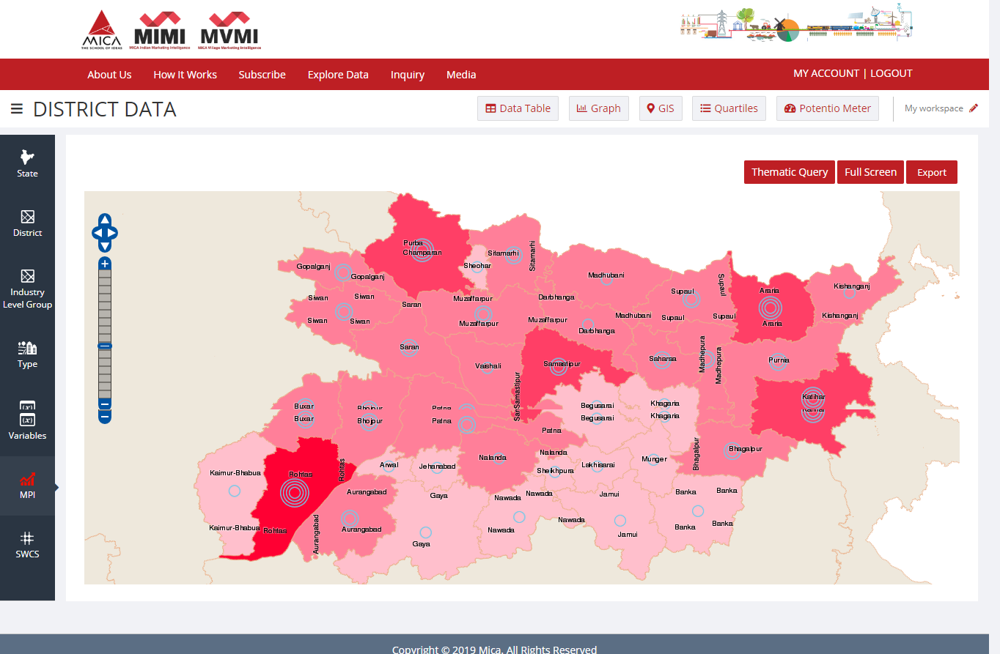 MICA
THE SCHOOL OF IDEAS
MIMI
MICA Indian Marketing Intelligence
MVMI
MICA Village Marketing Intelligence
About Us How It Works Subscribe Explore Data Inquiry Media MY ACCOUNT | LOGOUT
DISTRICT DATA Data Table Graph GIS Quartiles Potentio Meter My workspace
State
District
Industry
Level Group
Type
(x)
(x)
Variables
MPI
SWCS
Thematic Query Full Screen Export
Purba
Champaran
Sitamarhi
Sitamarhi
Sheohar
Gopalganj
Gopalganj
Madhubani
Supaul
Kishanganj
Siwan Siwan
Saran
Muzaffarpur
Darbhanga
Supaul
Araria
Siwan Siwan
Muzaffarpur
Muzaffarpur
Madhubani
Supaul
Supaul
Araria
Kishanganj
Darbhanga
Saran
Vaishali
Samastipur
Saharsa
Madhepura
Madhepura
Purnia
Samastipur
Buxar
Bhojpur
Patna
Begusarai
Khagaria
Katihar
Buxar
Bhojpur
Patna
Begusarai
Khagaria
Katihar
Patna
Kaimur-Bhabua
Rohtas
Rohtas
Arwal
Jehanabad
Nalanda
Nalanda
Sheikhpura
Lakhisarai
Munger
Bhagalpur
Bhagalpur
Aurangabad
Gaya
Nawada
Nawada
Jamui
Banka
Banka
Kaimur-Bhabua
Rohtas
Aurangabad
Aurangabad
Gaya
Nawada
Nawada
Jamui
Banka
Banka
Copyright © 2019 Mica. All Rights Reserved